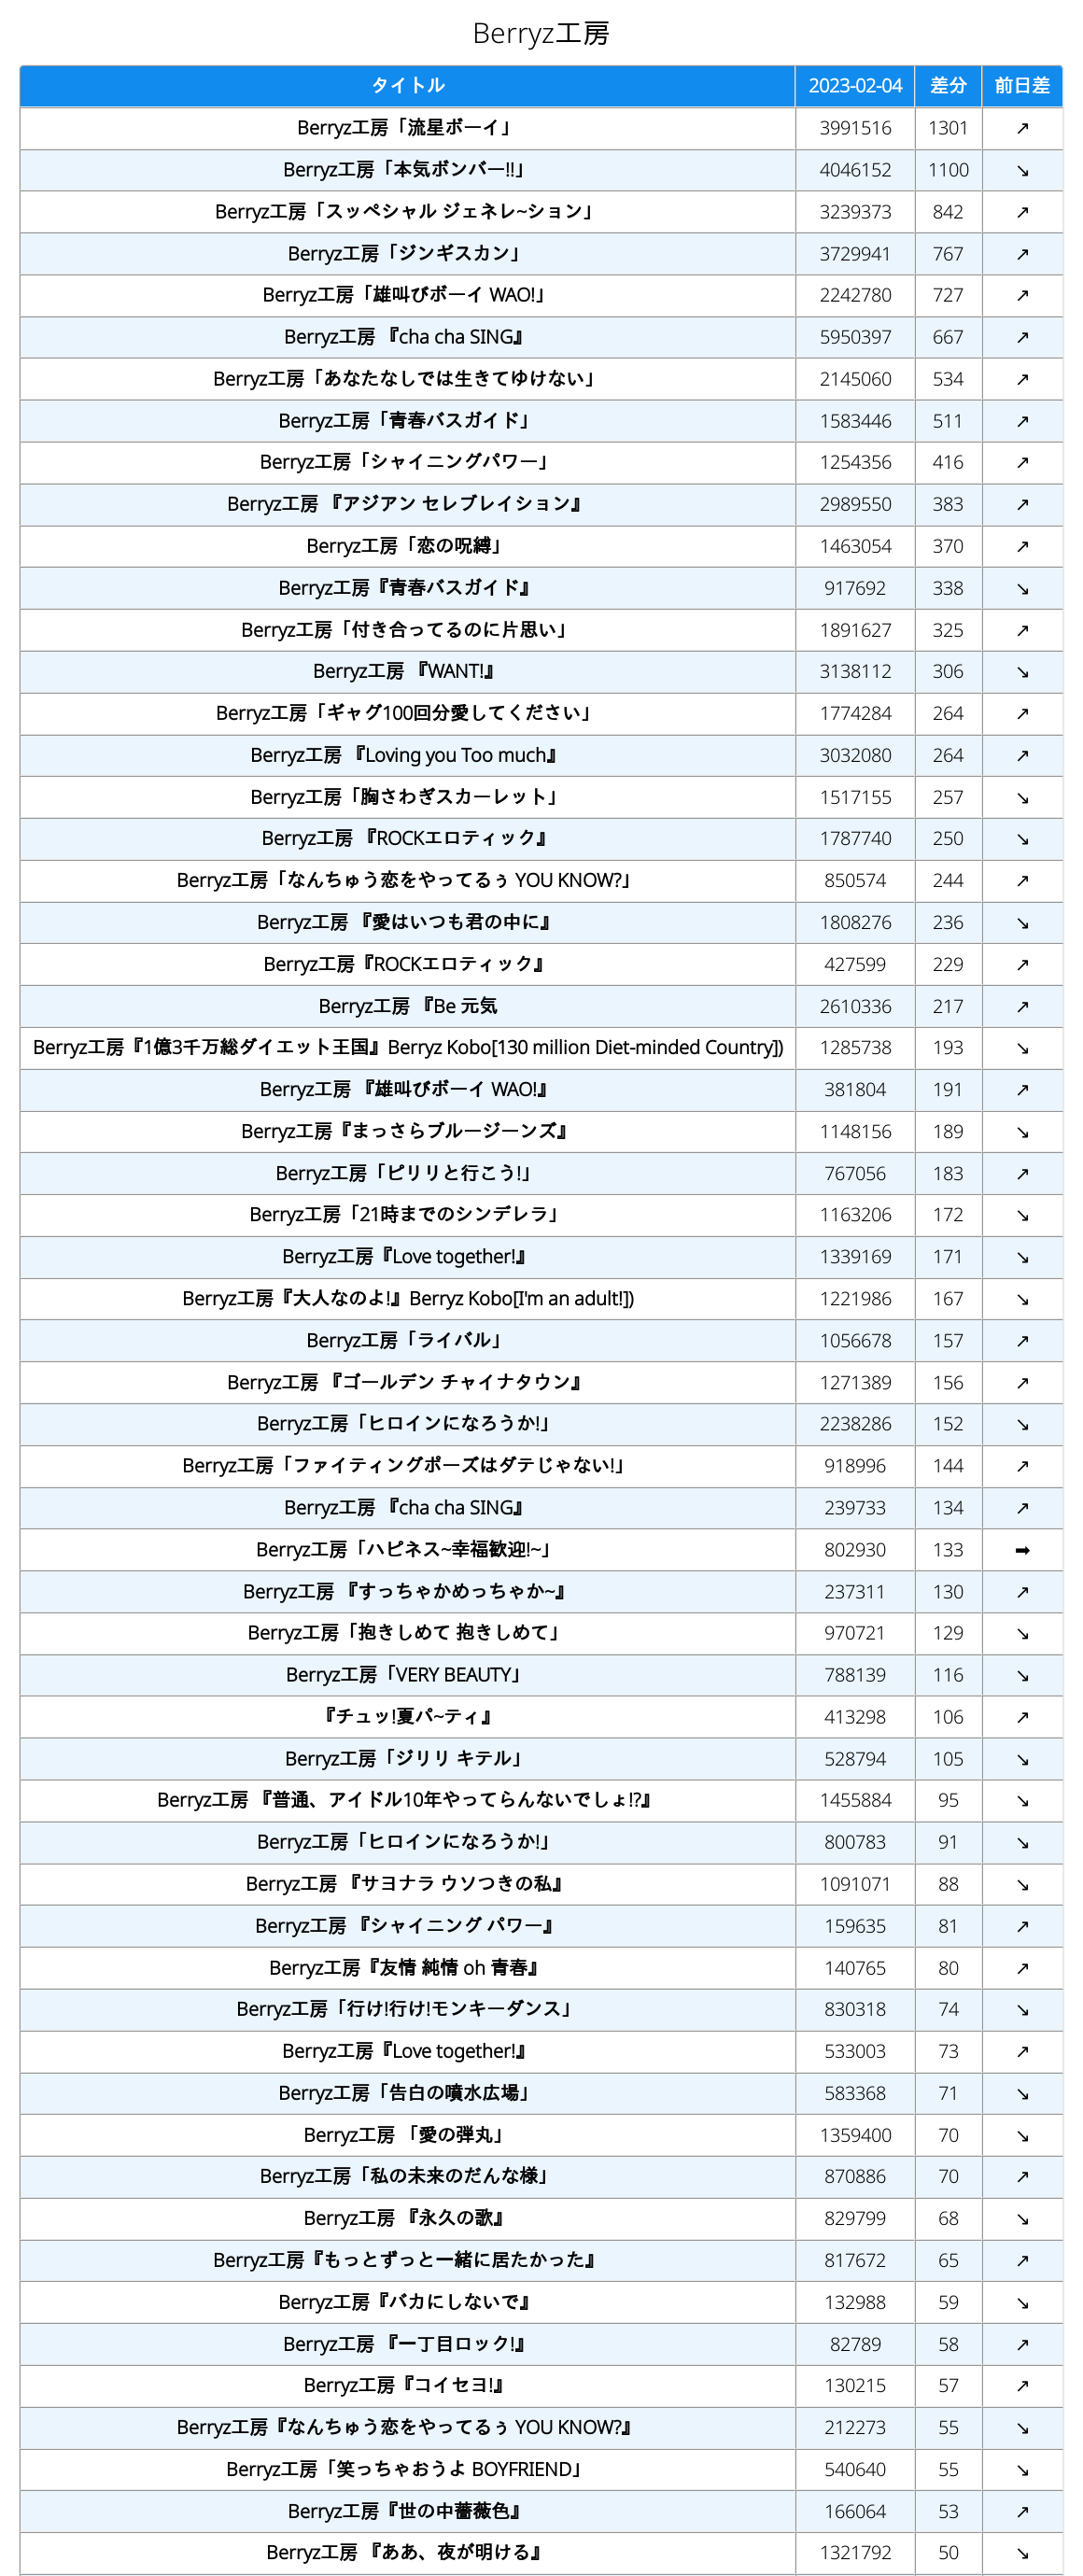 Berryz工房
タイトル 2023-02-04 差分 前日差
Berryz工房「流星ボーイ」 3991516 1301 ↗
Berryz工房「本気ボンバー!!」 4046152 1100 ↘
Berryz工房「スッペシャル ジェネレ~ション」 3239373 842 ↗
Berryz工房「ジンギスカン」 3729941 767 ↗
Berryz工房「雄叫びボーイ WAO!」 2242780 727 ↗
Berryz工房 『cha cha SING』 5950397 667 ↗
Berryz工房「あなたなしでは生きてゆけない」 2145060 534 ↗
Berryz工房「青春バスガイド」 1583446 511 ↗
Berryz工房「シャイニングパワー」 1254356 416 ↗
Berryz工房 『アジアン セレブレイション』 2989550 383 ↗
Berryz工房「恋の呪縛」 1463054 370 ↗
Berryz工房『青春バスガイド』 917692 338 ↘
Berryz工房「付き合ってるのに片思い」 1891627 325 ↗
Berryz工房 『WANT!』 3138112 306 ↘
Berryz工房「ギャグ100回分愛してください」 1774284 264 ↗
Berryz工房 『Loving you Too much』 3032080 264 ↗
Berryz工房「胸さわぎスカーレット」 1517155 257 ↘
Berryz工房 『ROCKエロティック』 1787740 250 ↘
Berryz工房「なんちゅう恋をやってるぅ YOU KNOW?」 850574 244 ↗
Berryz工房 『愛はいつも君の中に』 1808276 236 ↘
Berryz工房『ROCKエロティック』 427599 229 ↗
Berryz工房 『Be 元気 2610336 217 ↗
Berryz工房『1億3千万総ダイエット王国』Berryz Kobo[130 million Diet-minded Country]) 1285738 193 ↘
Berryz工房 『雄叫びボーイ WAO!』 381804 191 ↗
Berryz工房『まっさらブルージーンズ』 1148156 189 ↘
Berryz工房「ピリリと行こう!」 767056 183 ↗
Berryz工房「21時までのシンデレラ」 1163206 172 ↘
Berryz工房『Love together!』 1339169 171 ↘
Berryz工房『大人なのよ!』Berryz Kobo[I'm an adult!]) 1221986 167 ↘
Berryz工房「ライバル」 1056678 157 ↗
Berryz工房 『ゴールデン チャイナタウン』 1271389 156 ↗
Berryz工房「ヒロインになろうか!」 2238286 152 ↘
Berryz工房「ファイティングポーズはダテじゃない!」 918996 144 ↗
Berryz工房 『cha cha SING』 239733 134 ↗
Berryz工房「ハピネス~幸福歓迎!~」 802930 133 ➡
Berryz工房 『すっちゃかめっちゃか~』 237311 130 ↗
Berryz工房「抱きしめて 抱きしめて」 970721 129 ↘
Berryz工房「VERY BEAUTY」 788139 116 ↘
『チュッ!夏パ~ティ』 413298 106 ↗
Berryz工房「ジリリ キテル」 528794 105 ↘
Berryz工房 『普通、アイドル10年やってらんないでしょ!?』 1455884 95 ↘
Berryz工房「ヒロインになろうか!」 800783 91 ↘
Berryz工房 『サヨナラ ウソつきの私』 1091071 88 ↘
Berryz工房 『シャイニング パワー』 159635 81 ↗
Berryz工房『友情 純情 oh 青春』 140765 80 ↗
Berryz工房「行け!行け!モンキーダンス」 830318 74 ↘
Berryz工房『Love together!』 533003 73 ↗
Berryz工房「告白の噴水広場」 583368 71 ↘
Berryz工房 「愛の弾丸」 1359400 70 ↘
Berryz工房「私の未来のだんな様」 870886 70 ↗
Berryz工房 『永久の歌』 829799 68 ↘
Berryz工房『もっとずっと一緒に居たかった』 817672 65 ↗
Berryz工房『バカにしないで』 132988 59 ↘
Berryz工房 『一丁目ロック!』 82789 58 ↗
Berryz工房『コイセヨ!』 130215 57 ↗
Berryz工房『なんちゅう恋をやってるぅ YOU KNOW?』 212273 55 ↘
Berryz工房「笑っちゃおうよ BOYFRIEND」 540640 55 ↘
Berryz工房『世の中薔薇色』 166064 53 ↗
Berryz工房 『ああ、夜が明ける』 1321792 50 ↘